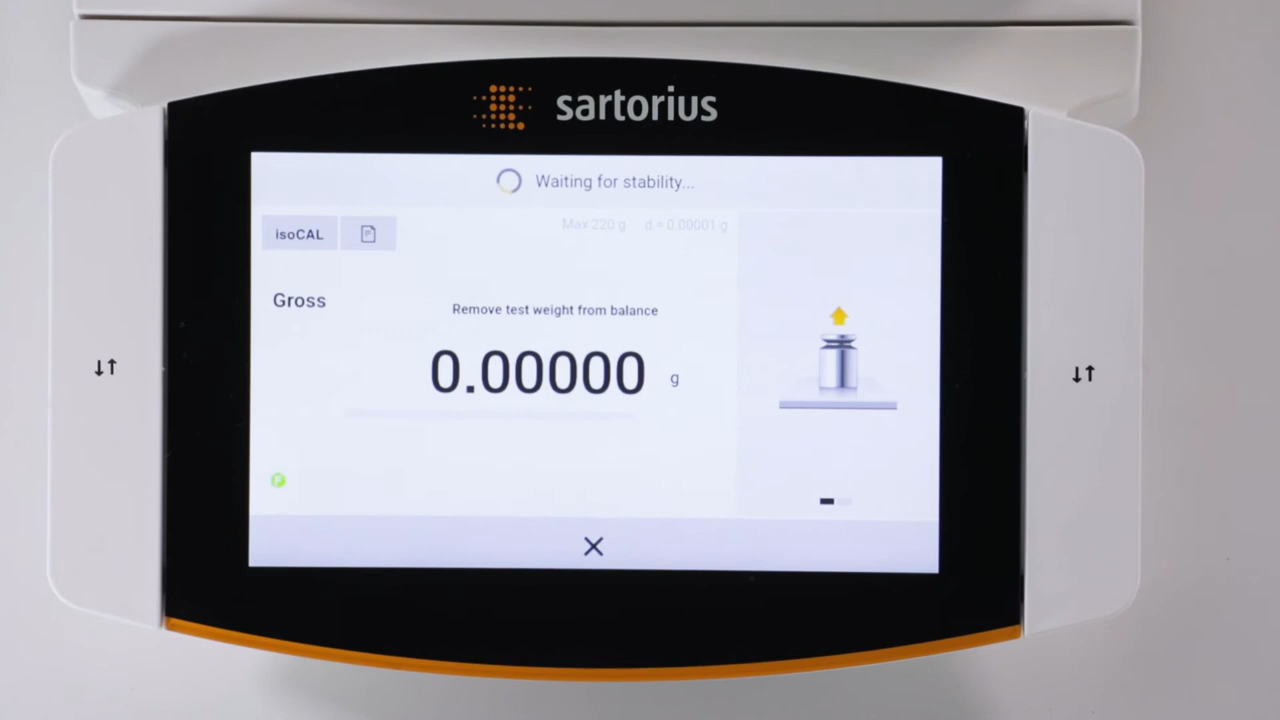 sartorius
Waiting for stability...
isoCAL
Max 220 g d = 0.00001 g
Gross
Remove test weight from balance
0.00000 g